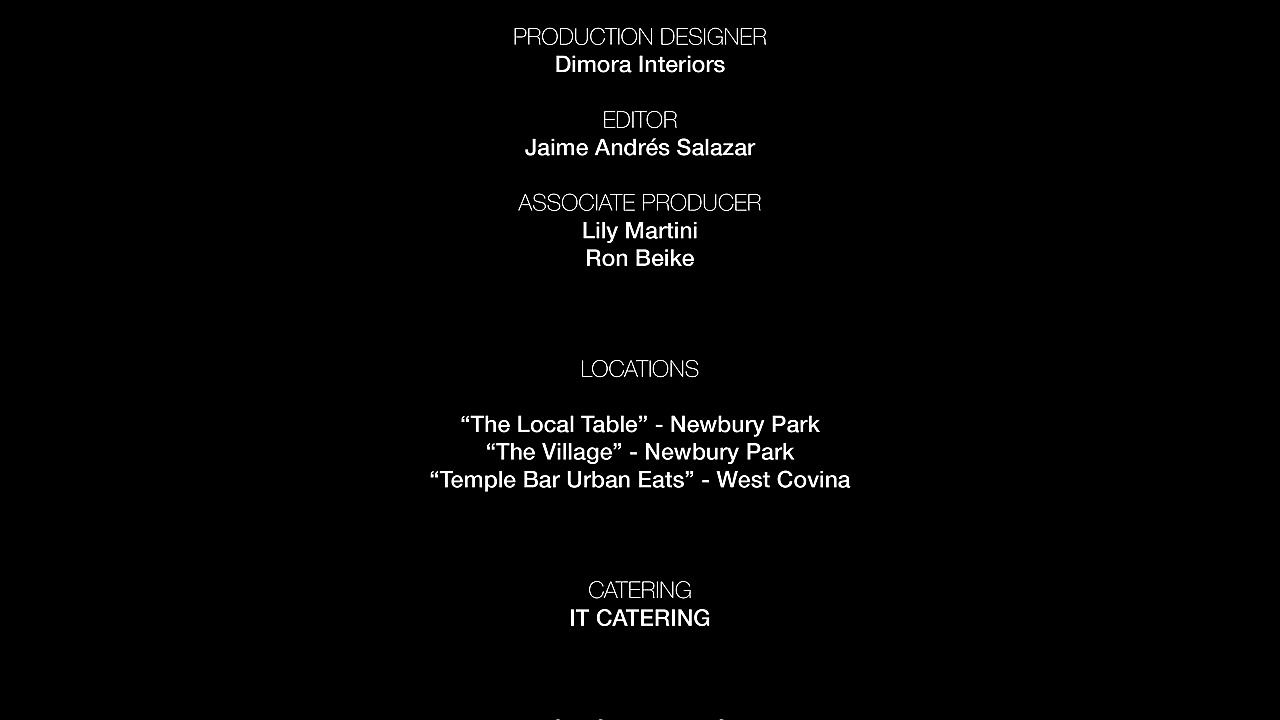 PRODUCTION DESIGNER
Dimora Interiors
EDITOR
Jaime Andrés Salazar
ASSOCIATE PRODUCER
Lily Martini
Ron Beike
LOCATIONS
“The Local Table” - Newbury Park
“The Village” - Newbury Park
“Temple Bar Urban Eats” - West Covina
CATERING
IT CATERING